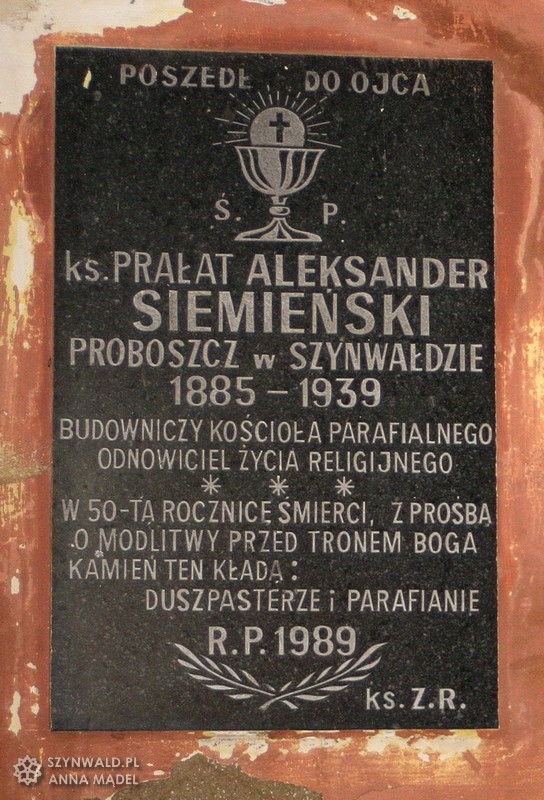 POSZEDŁ DO OJCA
Ś. P.
ks. PRAŁAT ALEKSANDER
SIEMIEŃSKI
PROBOSZCZ w SZYNWAŁDZIE
1885 – 1939
BUDOWNICZY KOŚCIOŁA PARAFIALNEGO
ODNOWICIEL ŻYCIA RELIGIJNEGO
* * *
W 50-TĄ ROCZNICĘ ŚMIERCI, Z PROŚBĄ
O MODLITWY PRZED TRONEM BOGA
KAMIEŃ TEN KŁADĄ:
DUSZPASTERZE i PARAFIANIE
R.P. 1989
ks. Z.R.
SZYNWALD.PL
ANNA MADEL